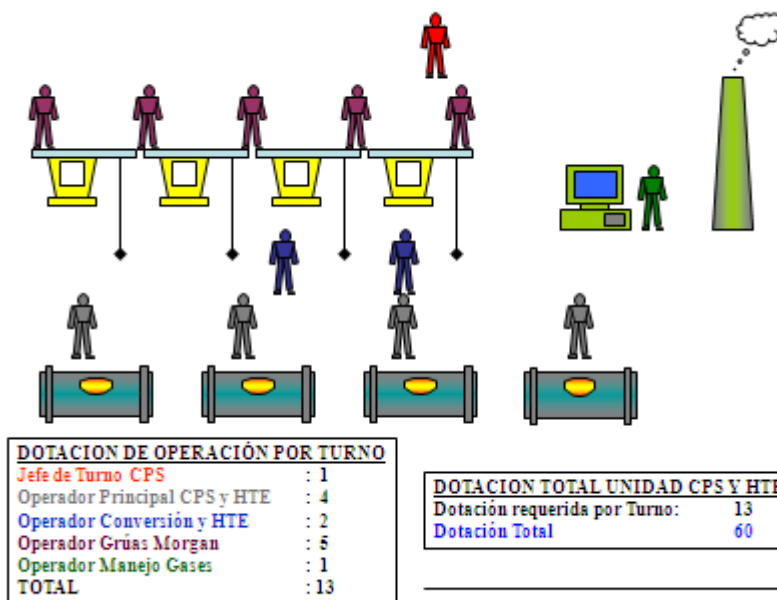 DOTACION DE OPERACIÓN POR TURNO
Jefe de Turno CPS : 1
Operador Principal CPS y HTE : 4
Operador Conversión y HTE : 2
Operador Grúas Morgan : 5
Operador Manejo Gases : 1
TOTAL : 13
DOTACION TOTAL UNIDAD CPS Y HTE
Dotación requerida por Turno: 13
Dotación Total 60